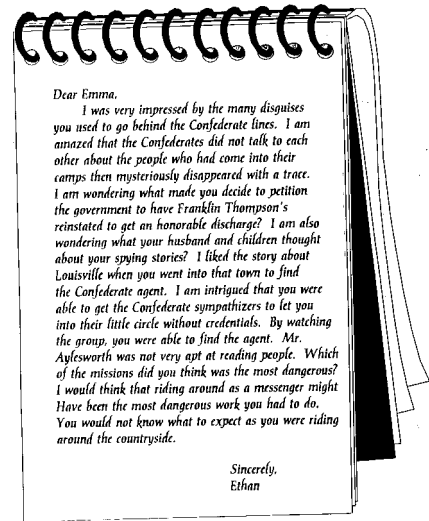 Dear Emma,
I was very impressed by the many disguises
you used to go behind the Confederate lines. I am
amazed that the Confederates did not talk to each
other about the people who had come into their
camps then mysteriously disappeared with a trace.
I am wondering what made you decide to petition
the government to have Franklin Thompson's
reinstated to get an honorable discharge? I am also
wondering what your husband and children thought
about your spying stories? I liked the story about
Louisville when you went into that town to find
the Confederate agent. I am intrigued that you were
able to get the Confederate sympathizers to let you
into their little circle without credentials. By watching
the group, you were able to find the agent. Mr.
Aylesworth was not very apt at reading people. Which
of the missions did you think was the most dangerous?
I would think that riding around as a messenger might
Have been the most dangerous work you had to do.
You would not know what to expect as you were riding
around the countryside.
Sincerely,
Ethan